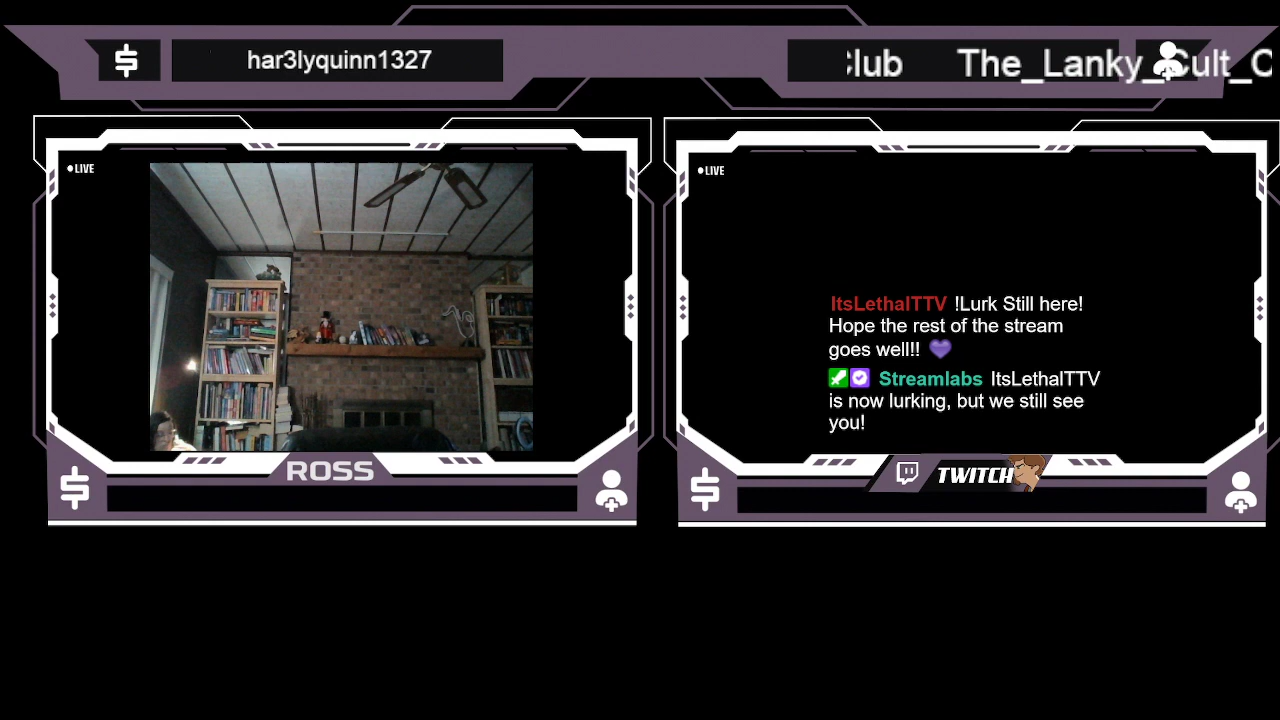 har3lyquinn1327
lub The_Lanky_Cult_C
LIVE
LIVE
ItsLethalTTV !Lurk Still here!
Hope the rest of the stream
goes well!! 💜
Streamlabs ItsLethalTTV
is now lurking, but we still see
you!
ROSS
TWITCH